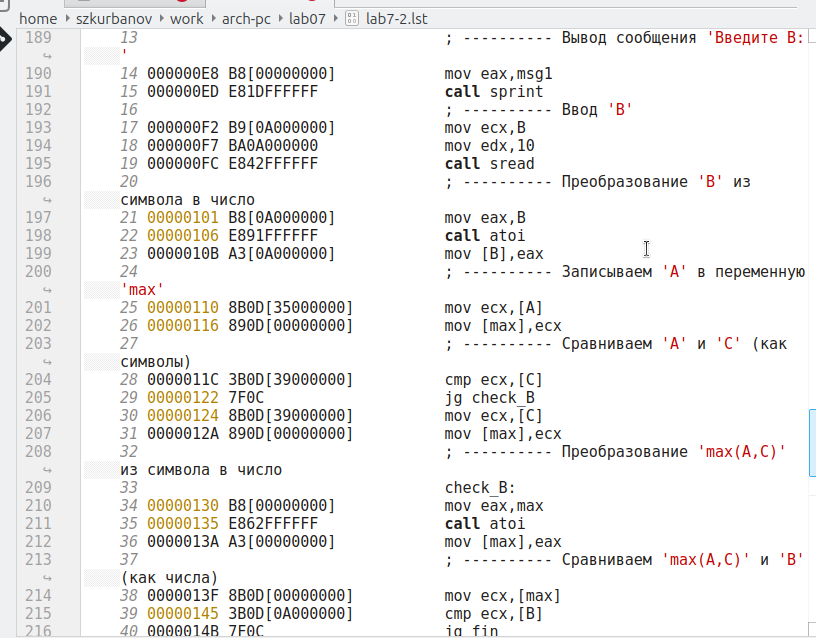 home work szkurbanov arch-pc lab07 lab7-2.lst
189 13 ; ---------- Вывод сообщения 'Введите B:
'
190 14 000000E8 B8[00000000] mov eax,msg1
191 15 000000ED E81DFFFFFF call sprint
192 16 ; ---------- Ввод 'B'
193 17 000000F2 B9[0A000000] mov ecx,B
194 18 000000F7 BA0A000000 mov edx,10
195 19 000000FC E842FFFFFF call sread
196 20 ; ---------- Преобразование 'B' из
символа в число
197 21 00000101 B8[0A000000] mov eax,B
198 22 00000106 E891FFFFFF call atoi
199 23 0000010B A3[0A000000] mov [B],eax
200 24 ; ---------- Записываем 'A' в переменную
'max'
201 25 00000110 8B0D[35000000] mov ecx,[A]
202 26 00000116 890D[00000000] mov [max],ecx
203 27 ; ---------- Сравниваем 'A' и 'С' (как
символы)
204 28 0000011C 3B0D[39000000] cmp ecx,[C]
205 29 00000122 7F0C jg check_B
206 30 00000124 8B0D[39000000] mov ecx,[C]
207 31 0000012A 890D[00000000] mov [max],ecx
208 32 ; ---------- Преобразование 'max(A,C)'
из символа в число
209 33 check_B:
210 34 00000130 B8[00000000] mov eax,max
211 35 00000135 E862FFFFFF call atoi
212 36 0000013A A3[00000000] mov [max],eax
213 37 ; ---------- Сравниваем 'max(A,C)' и 'B'
(как числа)
214 38 0000013F 8B0D[00000000] mov ecx,[max]
215 39 00000145 3B0D[0A000000] cmp ecx,[B]
216 40 0000014B 7F0C jg fin